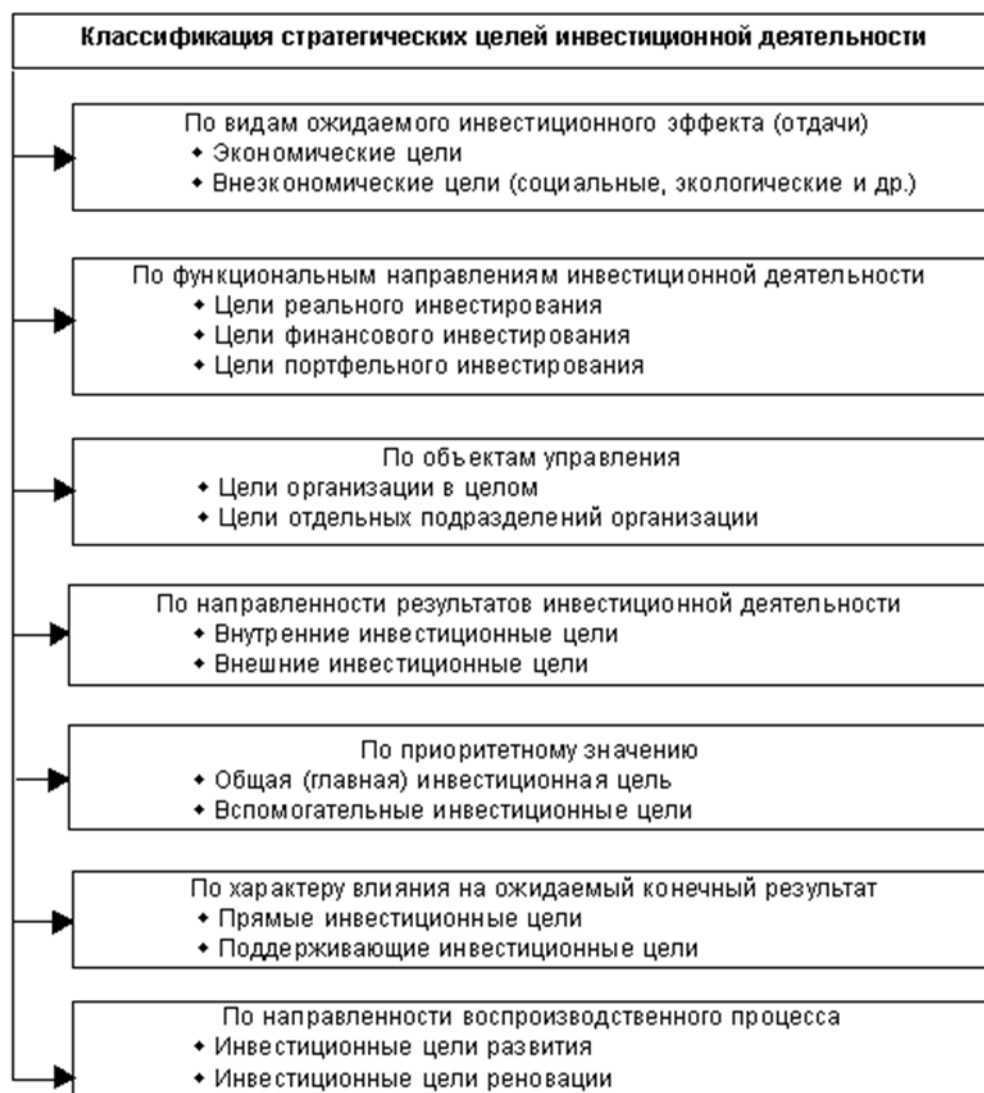 Классификация стратегических целей инвестиционной деятельности
По видам ожидаемого инвестиционного эффекта (отдачи)
◆ Экономические цели
◆ Внеэкономические цели (социальные, экологические и др.)
По функциональным направлениям инвестиционной деятельности
◆ Цели реального инвестирования
◆ Цели финансового инвестирования
◆ Цели портфельного инвестирования
По объектам управления
◆ Цели организации в целом
◆ Цели отдельных подразделений организации
По направленности результатов инвестиционной деятельности
◆ Внутренние инвестиционные цели
◆ Внешние инвестиционные цели
По приоритетному значению
◆ Общая (главная) инвестиционная цель
◆ Вспомогательные инвестиционные цели
По характеру влияния на ожидаемый конечный результат
◆ Прямые инвестиционные цели
◆ Поддерживающие инвестиционные цели
По направленности воспроизводственного процесса
◆ Инвестиционные цели развития
◆ Инвестиционные цели реновации